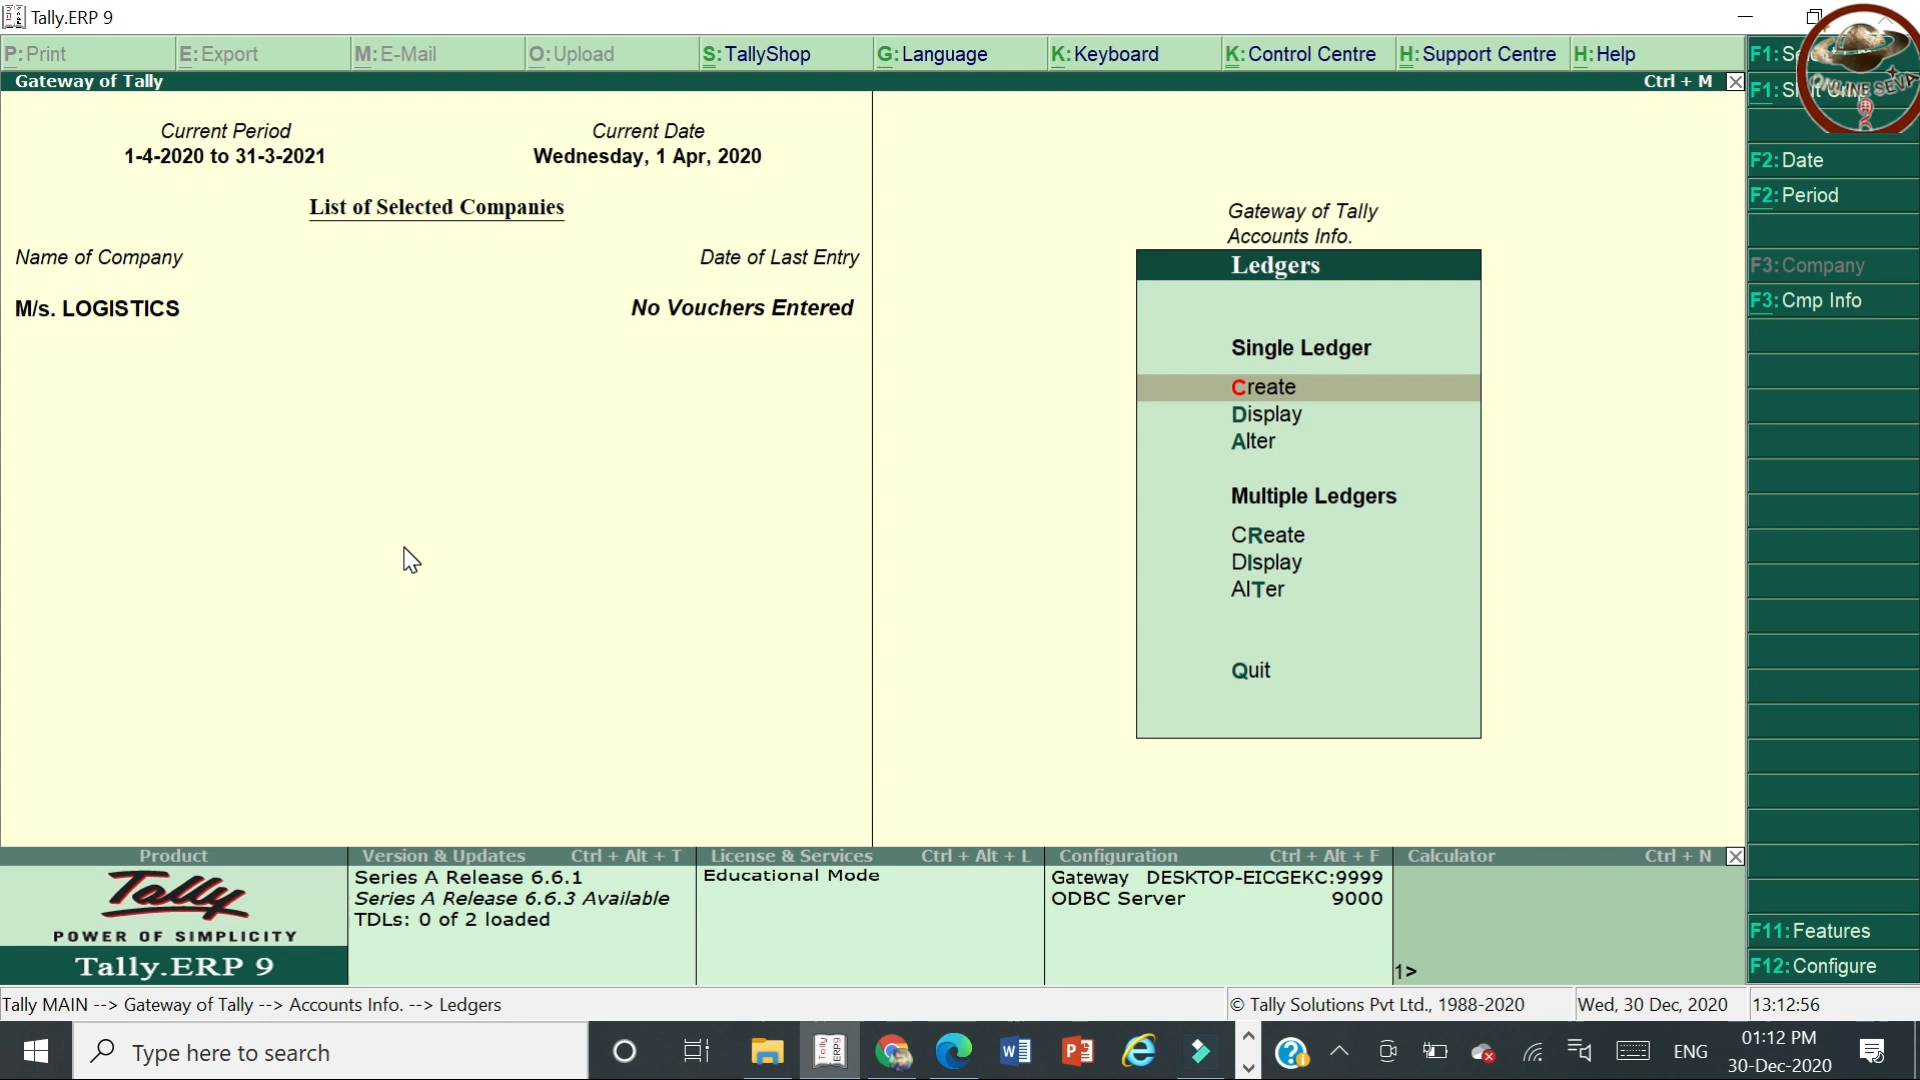 Tally.ERP 9
P: Print E: Export M: E-Mail O: Upload S: TallyShop G: Language K: Keyboard K: Control Centre H: Support Centre H: Help
Gateway of Tally Ctrl + M
Current Period Current Date
1-4-2020 to 31-3-2021 Wednesday, 1 Apr, 2020
List of Selected Companies
Name of Company Date of Last Entry
M/s. LOGISTICS No Vouchers Entered
Gateway of Tally
Accounts Info.
Ledgers
Single Ledger
Create
Display
Alter
Multiple Ledgers
CReate
DIsplay
AlTer
Quit
F1:
F1:
ONLINE SEVA
F2: Date
F2: Period
F3: Company
F3: Cmp Info
F11: Features
F12: Configure
Product
Tally
POWER OF SIMPLICITY
Tally.ERP 9
Version & Updates Ctrl + Alt + T
Series A Release 6.6.1
Series A Release 6.6.3 Available
TDLs: 0 of 2 loaded
License & Services Ctrl + Alt + L
Educational Mode
Configuration Ctrl + Alt + F
Gateway DESKTOP-EICGEKC:9999
ODBC Server 9000
Calculator Ctrl + N
1>
Tally MAIN --> Gateway of Tally --> Accounts Info. --> Ledgers © Tally Solutions Pvt Ltd., 1988-2020 Wed, 30 Dec, 2020 13:12:56
Type here to search
ENG
01:12 PM
30-Dec-2020